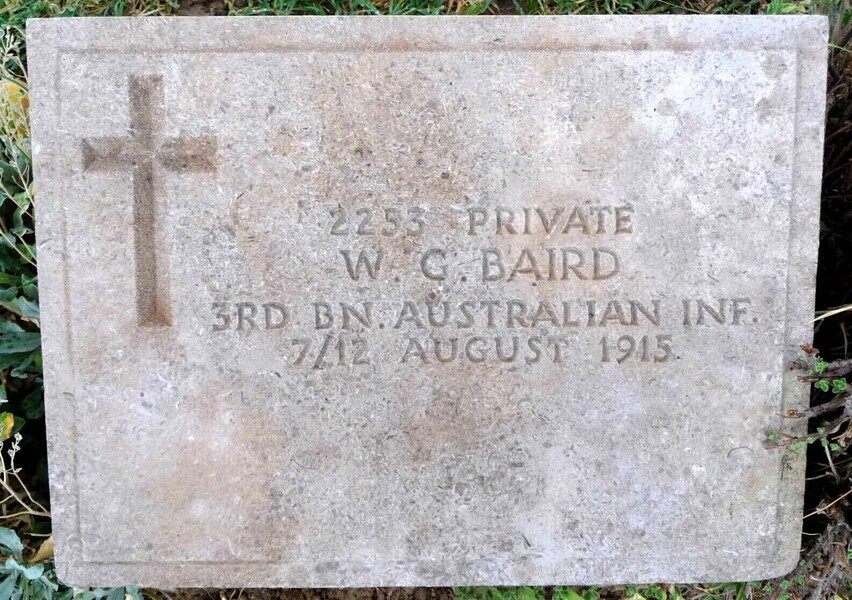 2253 PRIVATE
W. G. BAIRD
3RD BN. AUSTRALIAN INF.
7/12 AUGUST 1915